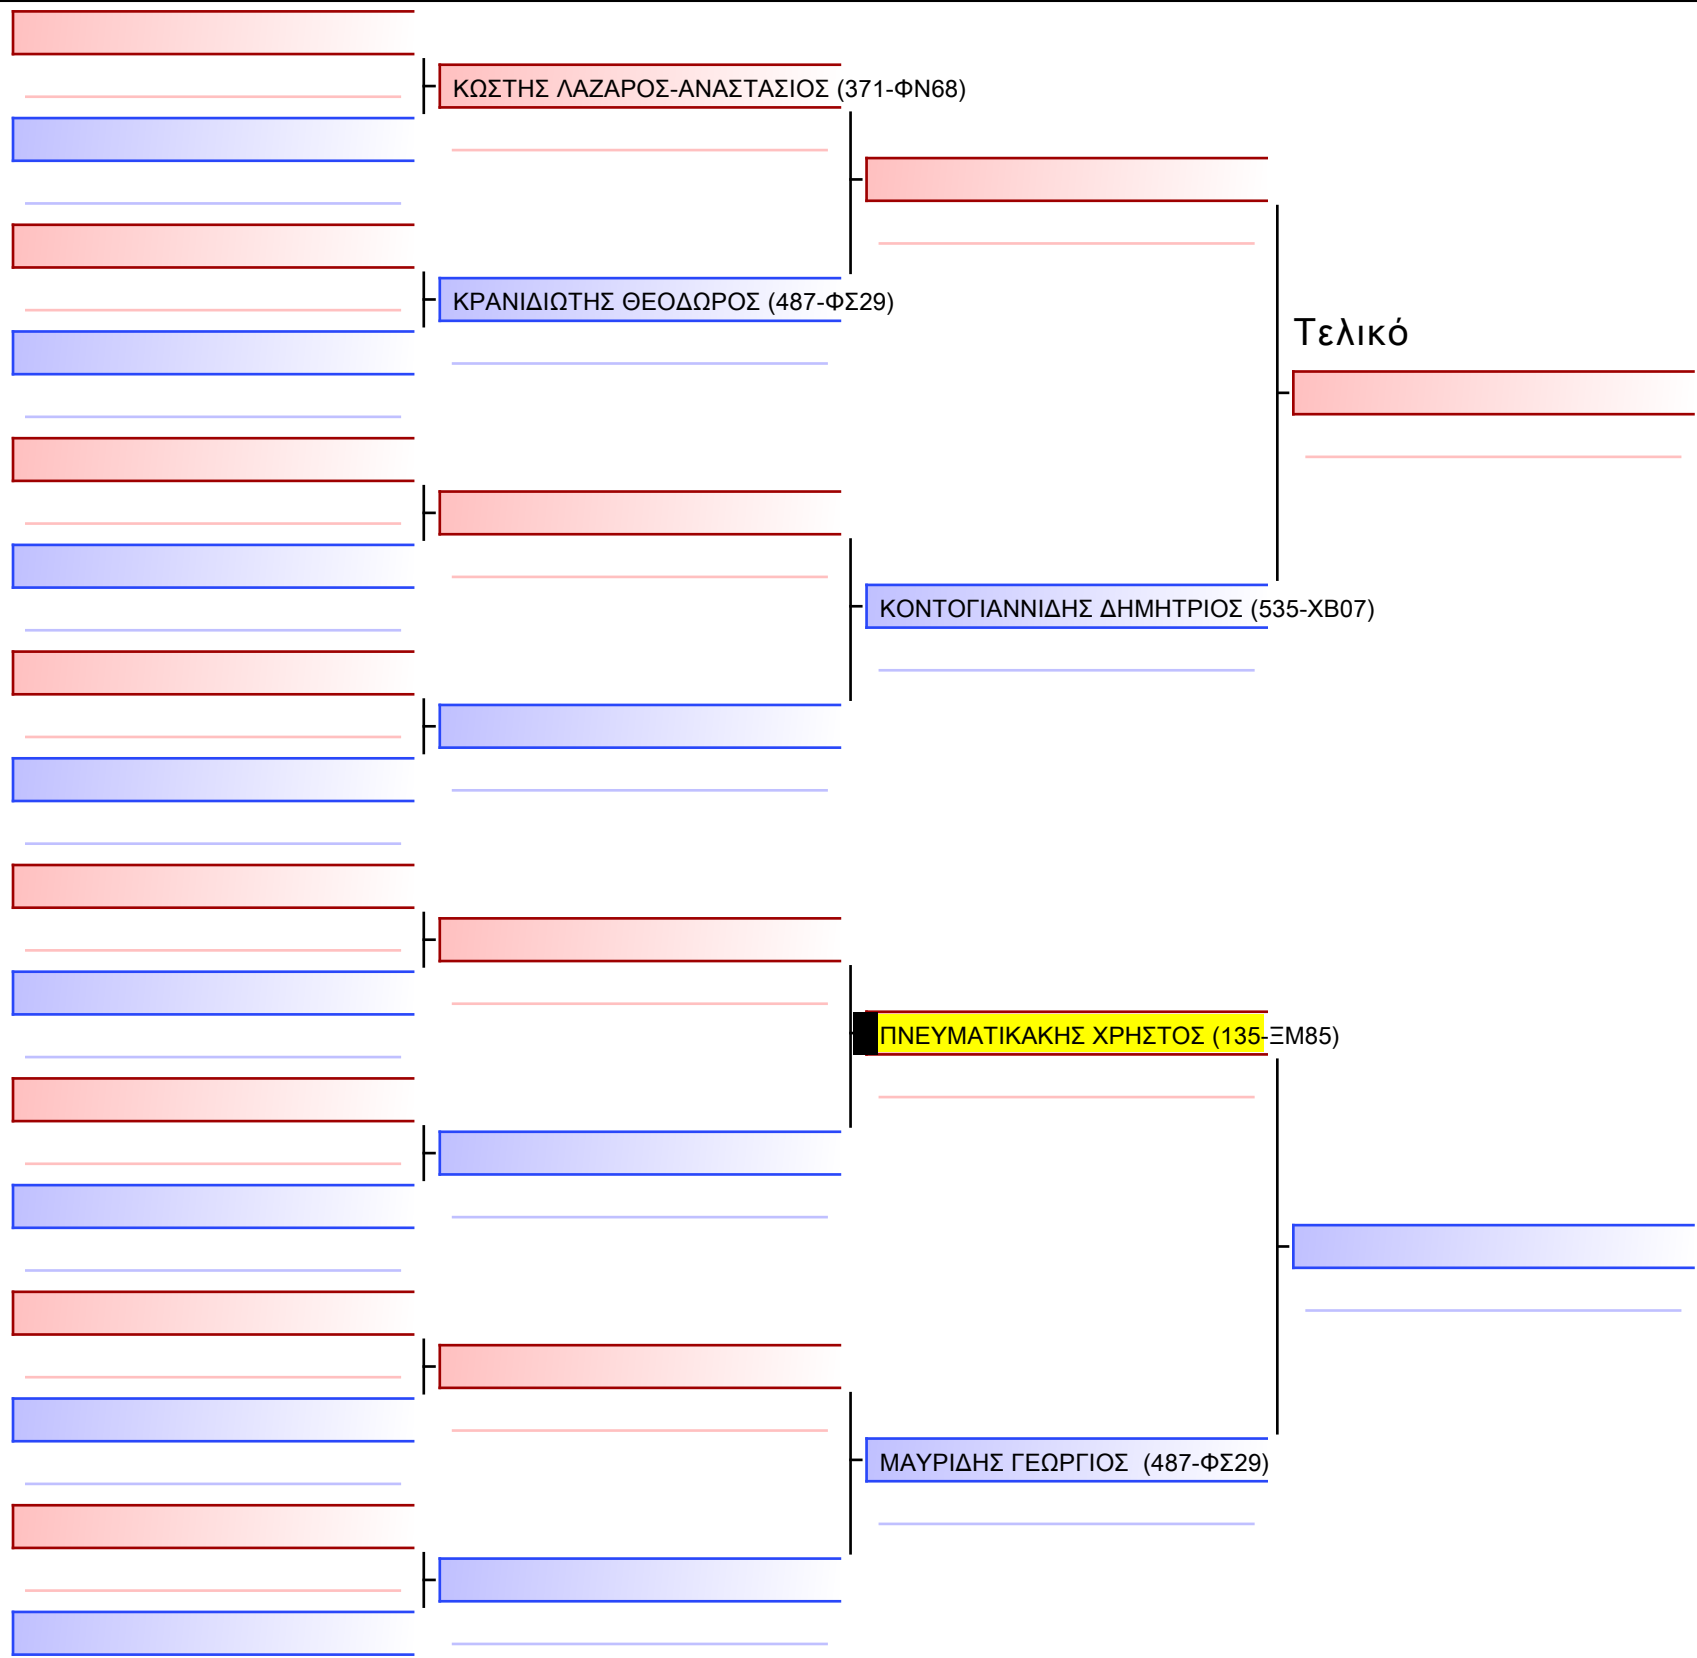 ΚΩΣΤΗΣ ΛΑΖΑΡΟΣ-ΑΝΑΣΤΑΣΙΟΣ (371-ΦΝ68)
ΚΡΑΝΙΔΙΩΤΗΣ ΘΕΟΔΩΡΟΣ (487-ΦΣ29)
Τελικό
ΚΟΝΤΟΓΙΑΝΝΙΔΗΣ ΔΗΜΗΤΡΙΟΣ (535-ΧΒ07)
ΠΝΕΥΜΑΤΙΚΑΚΗΣ ΧΡΗΣΤΟΣ (135-ΞΜ85)
ΜΑΥΡΙΔΗΣ ΓΕΩΡΓΙΟΣ  (487-ΦΣ29)